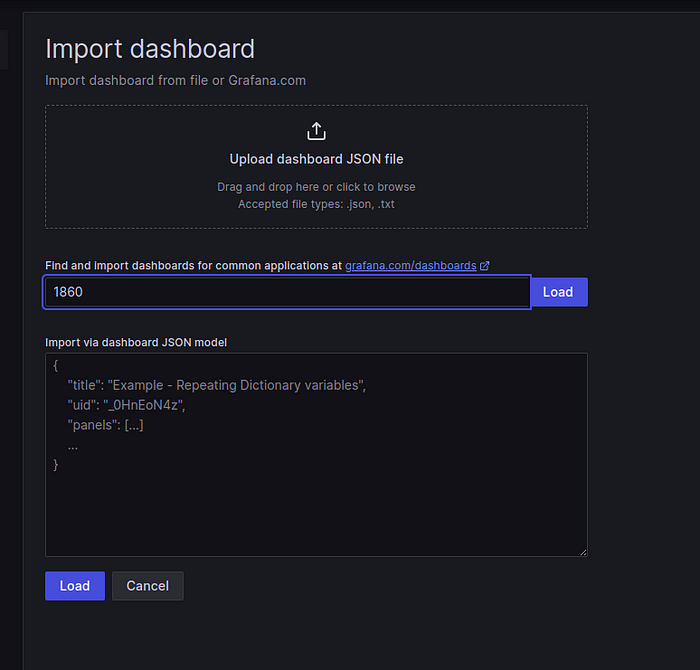 Import dashboard
Import dashboard from file or Grafana.com
Upload dashboard JSON file
Drag and drop here or click to browse
Accepted file types: .json, .txt
Find and import dashboards for common applications at grafana.com/dashboards
1860
Load
Import via dashboard JSON model
{
"title": "Example - Repeating Dictionary variables",
"uid": "_0HnEoN4z",
"panels": [...]
...
}
Load
Cancel